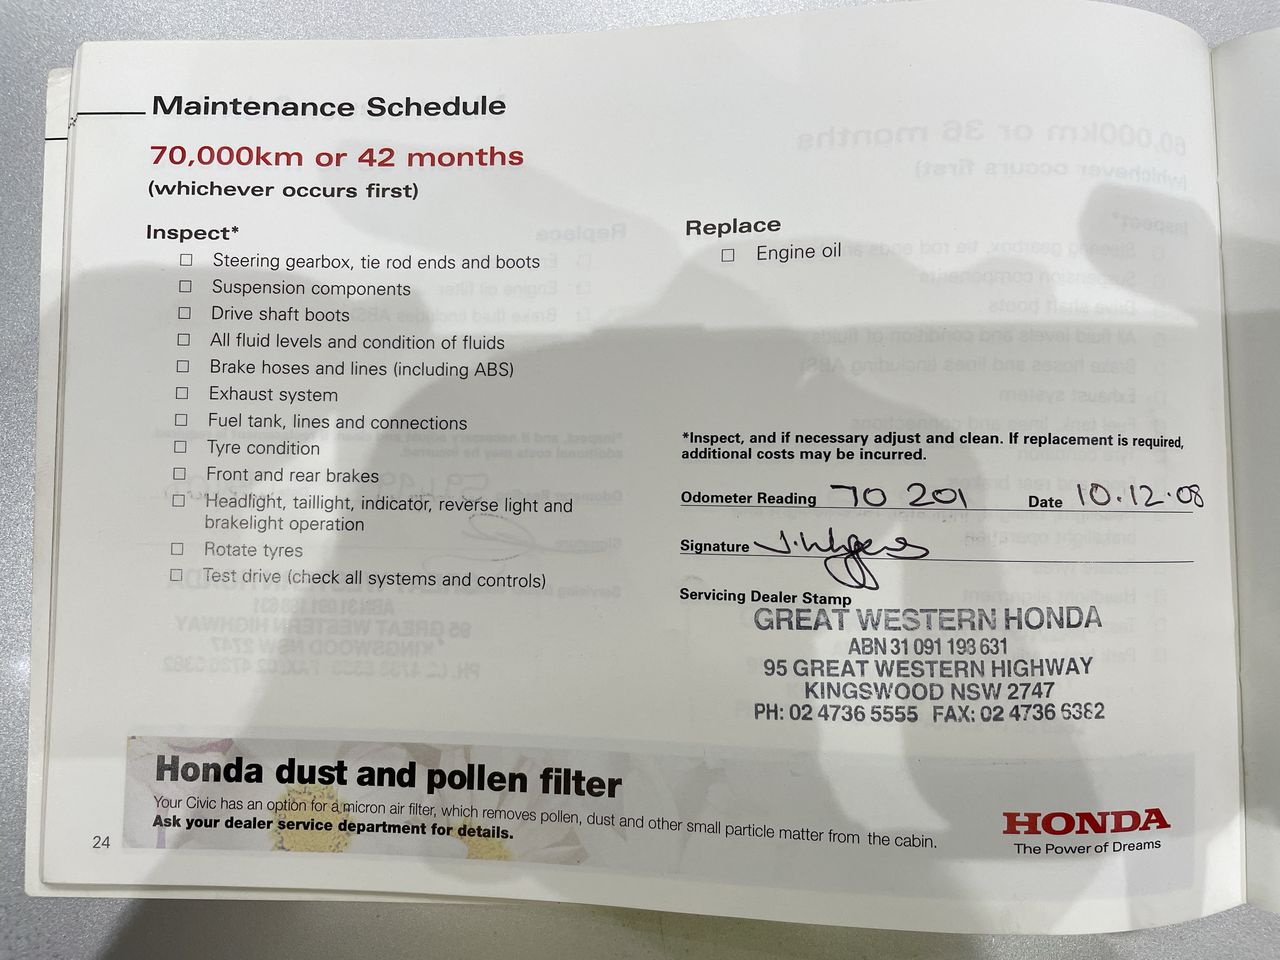 Maintenance Schedule
70,000km or 42 months
(whichever occurs first)
Inspect*
Steering gearbox, tie rod ends and boots
Suspension components
Drive shaft boots
All fluid levels and condition of fluids
Brake hoses and lines (including ABS)
Exhaust system
Fuel tank, lines and connections
Tyre condition
Front and rear brakes
Headlight, taillight, indicator, reverse light and
brakelight operation
Rotate tyres
Test drive (check all systems and controls)
Replace
Engine oil
*Inspect, and if necessary adjust and clean. If replacement is required,
additional costs may be incurred.
Odometer Reading 70 201 Date 10.12.08
Signature
Servicing Dealer Stamp
GREAT WESTERN HONDA
ABN 31 091 193 631
95 GREAT WESTERN HIGHWAY
KINGSWOOD NSW 2747
PH: 02 4736 5555 FAX: 02 4736 6382
Honda dust and pollen filter
Your Civic has an option for a micron air filter, which removes pollen, dust and other small particle matter from the cabin.
Ask your dealer service department for details.
HONDA
The Power of Dreams
24